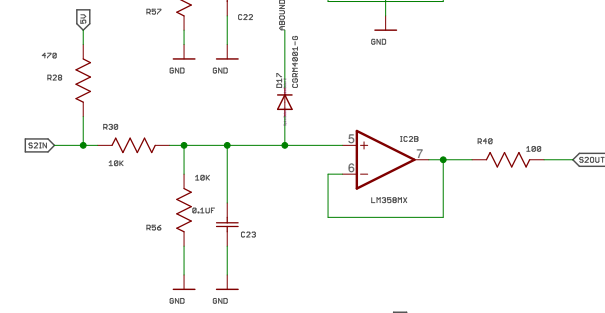 5V
R57
C22
ABOUND
GND
GND
GND
470
R28
D17
CGRM4001-G
S2IN
R30
10K
5
6
7
+
−
IC2B
LM358MX
R40
100
S2OUT
10K
0.1UF
R56
C23
GND
GND